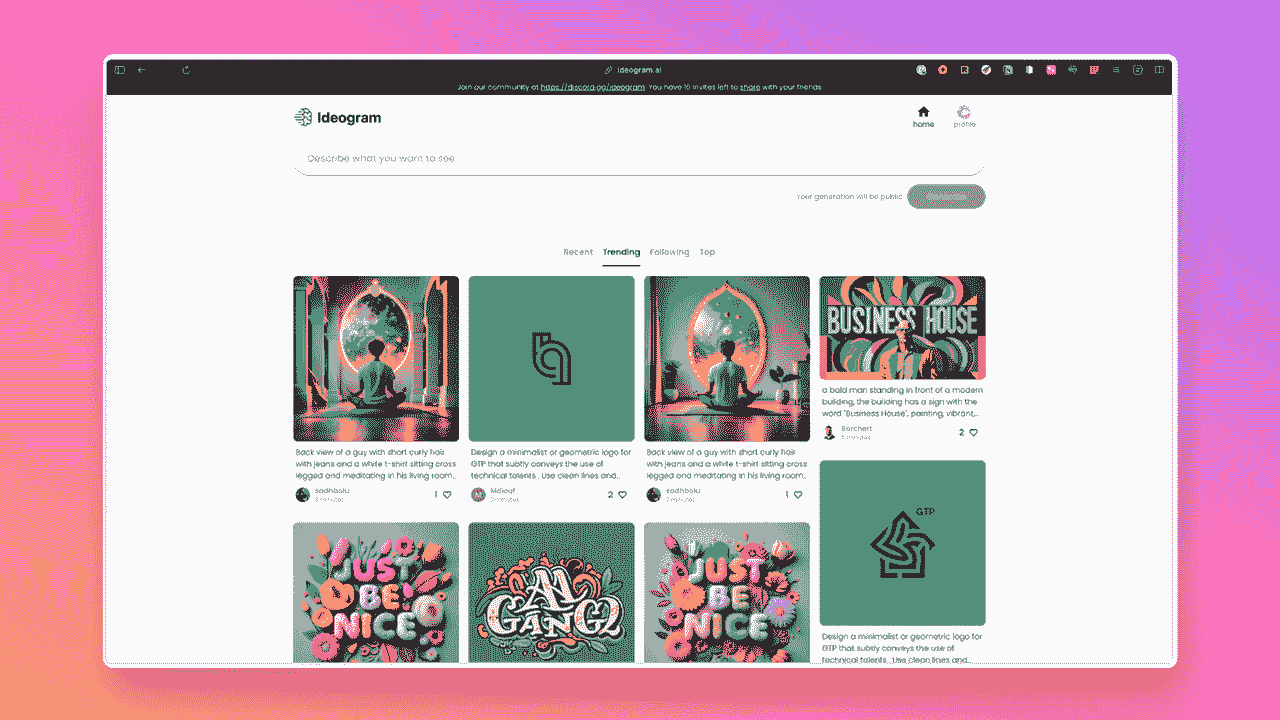 ideogram.ai
Join our community at https://discord.gg/ideogram. You have 10 invites left to share with your friends
Ideogram
home
profile
Describe what you want to see
Your generation will be public
Recent Trending Following Top
BUSINESS HOUSE
a bald man standing in front of a modern
building, the building has a sign with the
word "Business House", painting, vibrant,...
Borchert
2
Back view of a guy with short curly hair
with jeans and a white t-shirt sitting cross
legged and meditating in his living room...
sadhbalu
1
Design a minimalist or geometric logo for
GTP that subtly conveys the use of
technical talents . Use clean lines and...
2
Back view of a guy with short curly hair
with jeans and a white t-shirt sitting cross
legged and meditating in his living room...
sadhbalu
1
GTP
Design a minimalist or geometric logo for
GTP that subtly conveys the use of
technical talents . Use clean lines and...
JUST
BE
NICE
JUST
BE
NICE